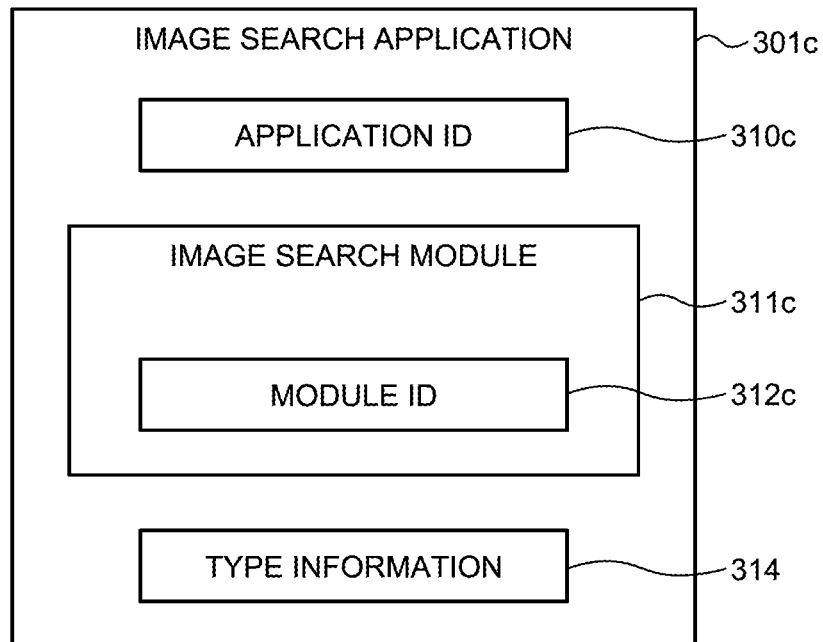 IMAGE SEARCH APPLICATION
301c
APPLICATION ID
310c
IMAGE SEARCH MODULE
311c
MODULE ID
312c
TYPE INFORMATION
314